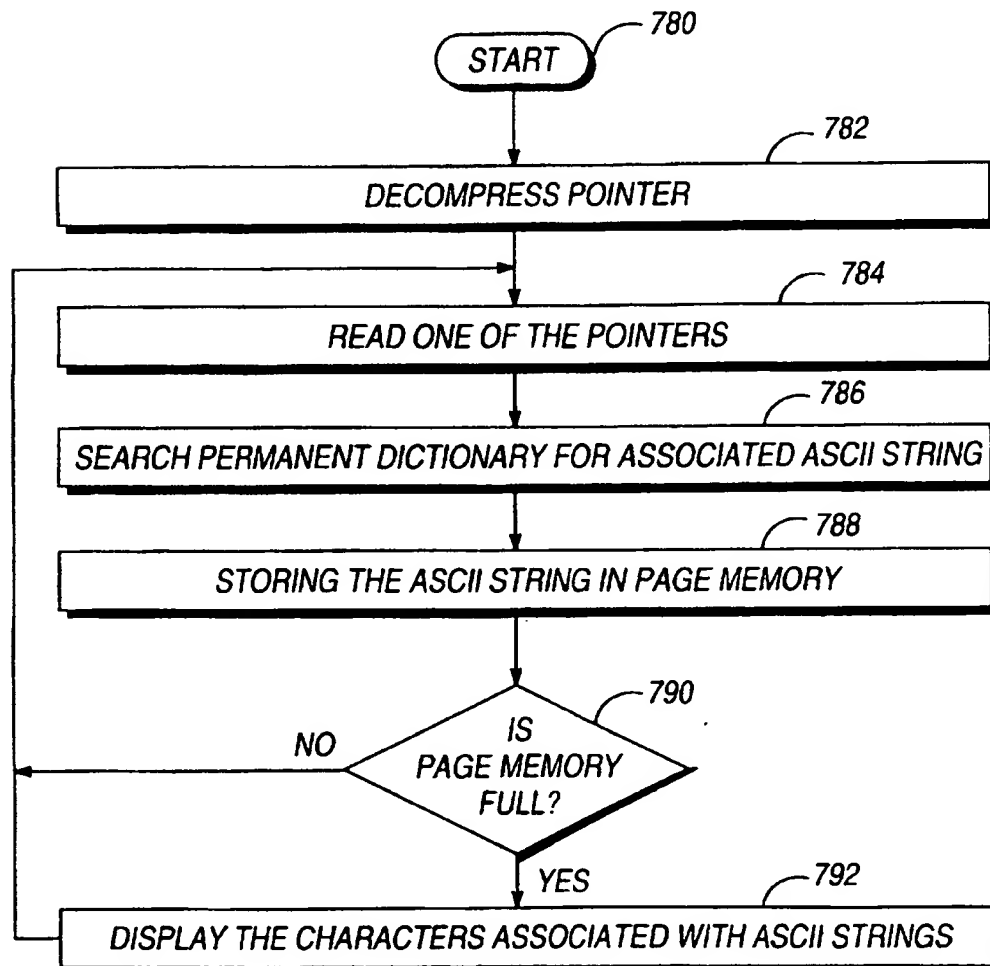 780
START
782
DECOMPRESS POINTER
784
READ ONE OF THE POINTERS
786
SEARCH PERMANENT DICTIONARY FOR ASSOCIATED ASCII STRING
788
STORING THE ASCII STRING IN PAGE MEMORY
790
IS
PAGE MEMORY
FULL?
NO
YES
792
DISPLAY THE CHARACTERS ASSOCIATED WITH ASCII STRINGS